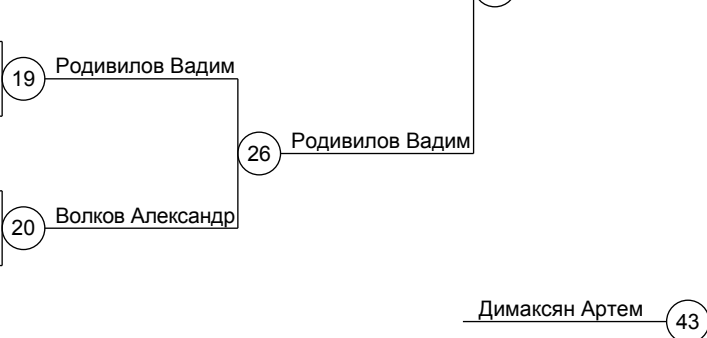 19 Родивилов Вадим
26 Родивилов Вадим
20 Волков Александр
Димаксян Артем 43